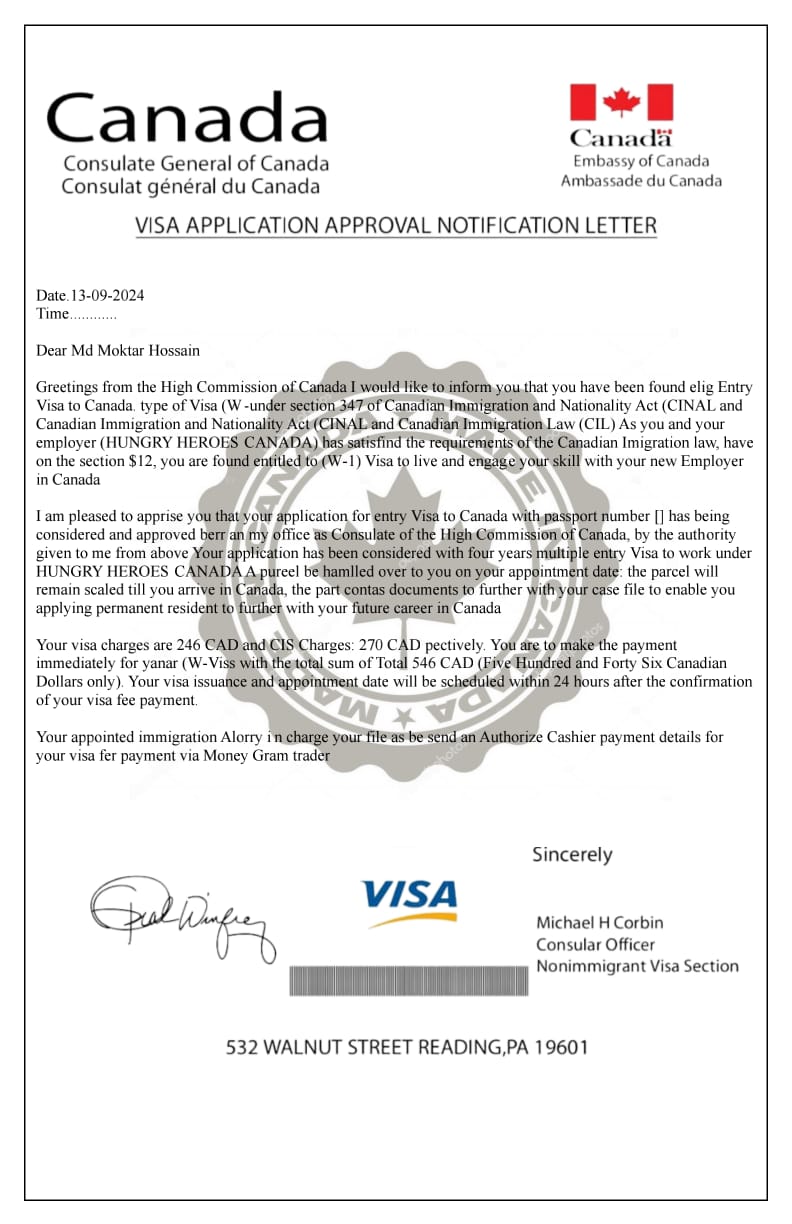 Canada
Consulate General of Canada
Consulat général du Canada
Canada
Embassy of Canada
Ambassade du Canada
VISA APPLICATION APPROVAL NOTIFICATION LETTER
Date.13-09-2024
Time............
Dear Md Moktar Hossain
Greetings from the High Commission of Canada I would like to inform you that you have been found elig Entry
Visa to Canada. type of Visa (W -under section 347 of Canadian Immigration and Nationality Act (CINAL and
Canadian Immigration and Nationality Act (CINAL and Canadian Immigration Law (CIL) As you and your
employer (HUNGRY HEROES CANADA) has satisfind the requirements of the Canadian Imigration law, have
on the section $12, you are found entitled to (W-1) Visa to live and engage your skill with your new Employer
in Canada
I am pleased to apprise you that your application for entry Visa to Canada with passport number [] has being
considered and approved berr an my office as Consulate of the High Commission of Canada, by the authority
given to me from above Your application has been considered with four years multiple entry Visa to work under
HUNGRY HEROES CANADA A pureel be hamlled over to you on your appointment date: the parcel will
remain scaled till you arrive in Canada, the part contas documents to further with your case file to enable you
applying permanent resident to further with your future career in Canada
Your visa charges are 246 CAD and CIS Charges: 270 CAD pectively. You are to make the payment
immediately for yanar (W-Viss with the total sum of Total 546 CAD (Five Hundred and Forty Six Canadian
Dollars only). Your visa issuance and appointment date will be scheduled within 24 hours after the confirmation
of your visa fee payment.
Your appointed immigration Alorry i n charge your file as be send an Authorize Cashier payment details for
your visa fer payment via Money Gram trader
MADE IN CANADA ★ MADE IN CANADA ★
Sincerely
VISA
Michael H Corbin
Consular Officer
Nonimmigrant Visa Section
532 WALNUT STREET READING,PA 19601